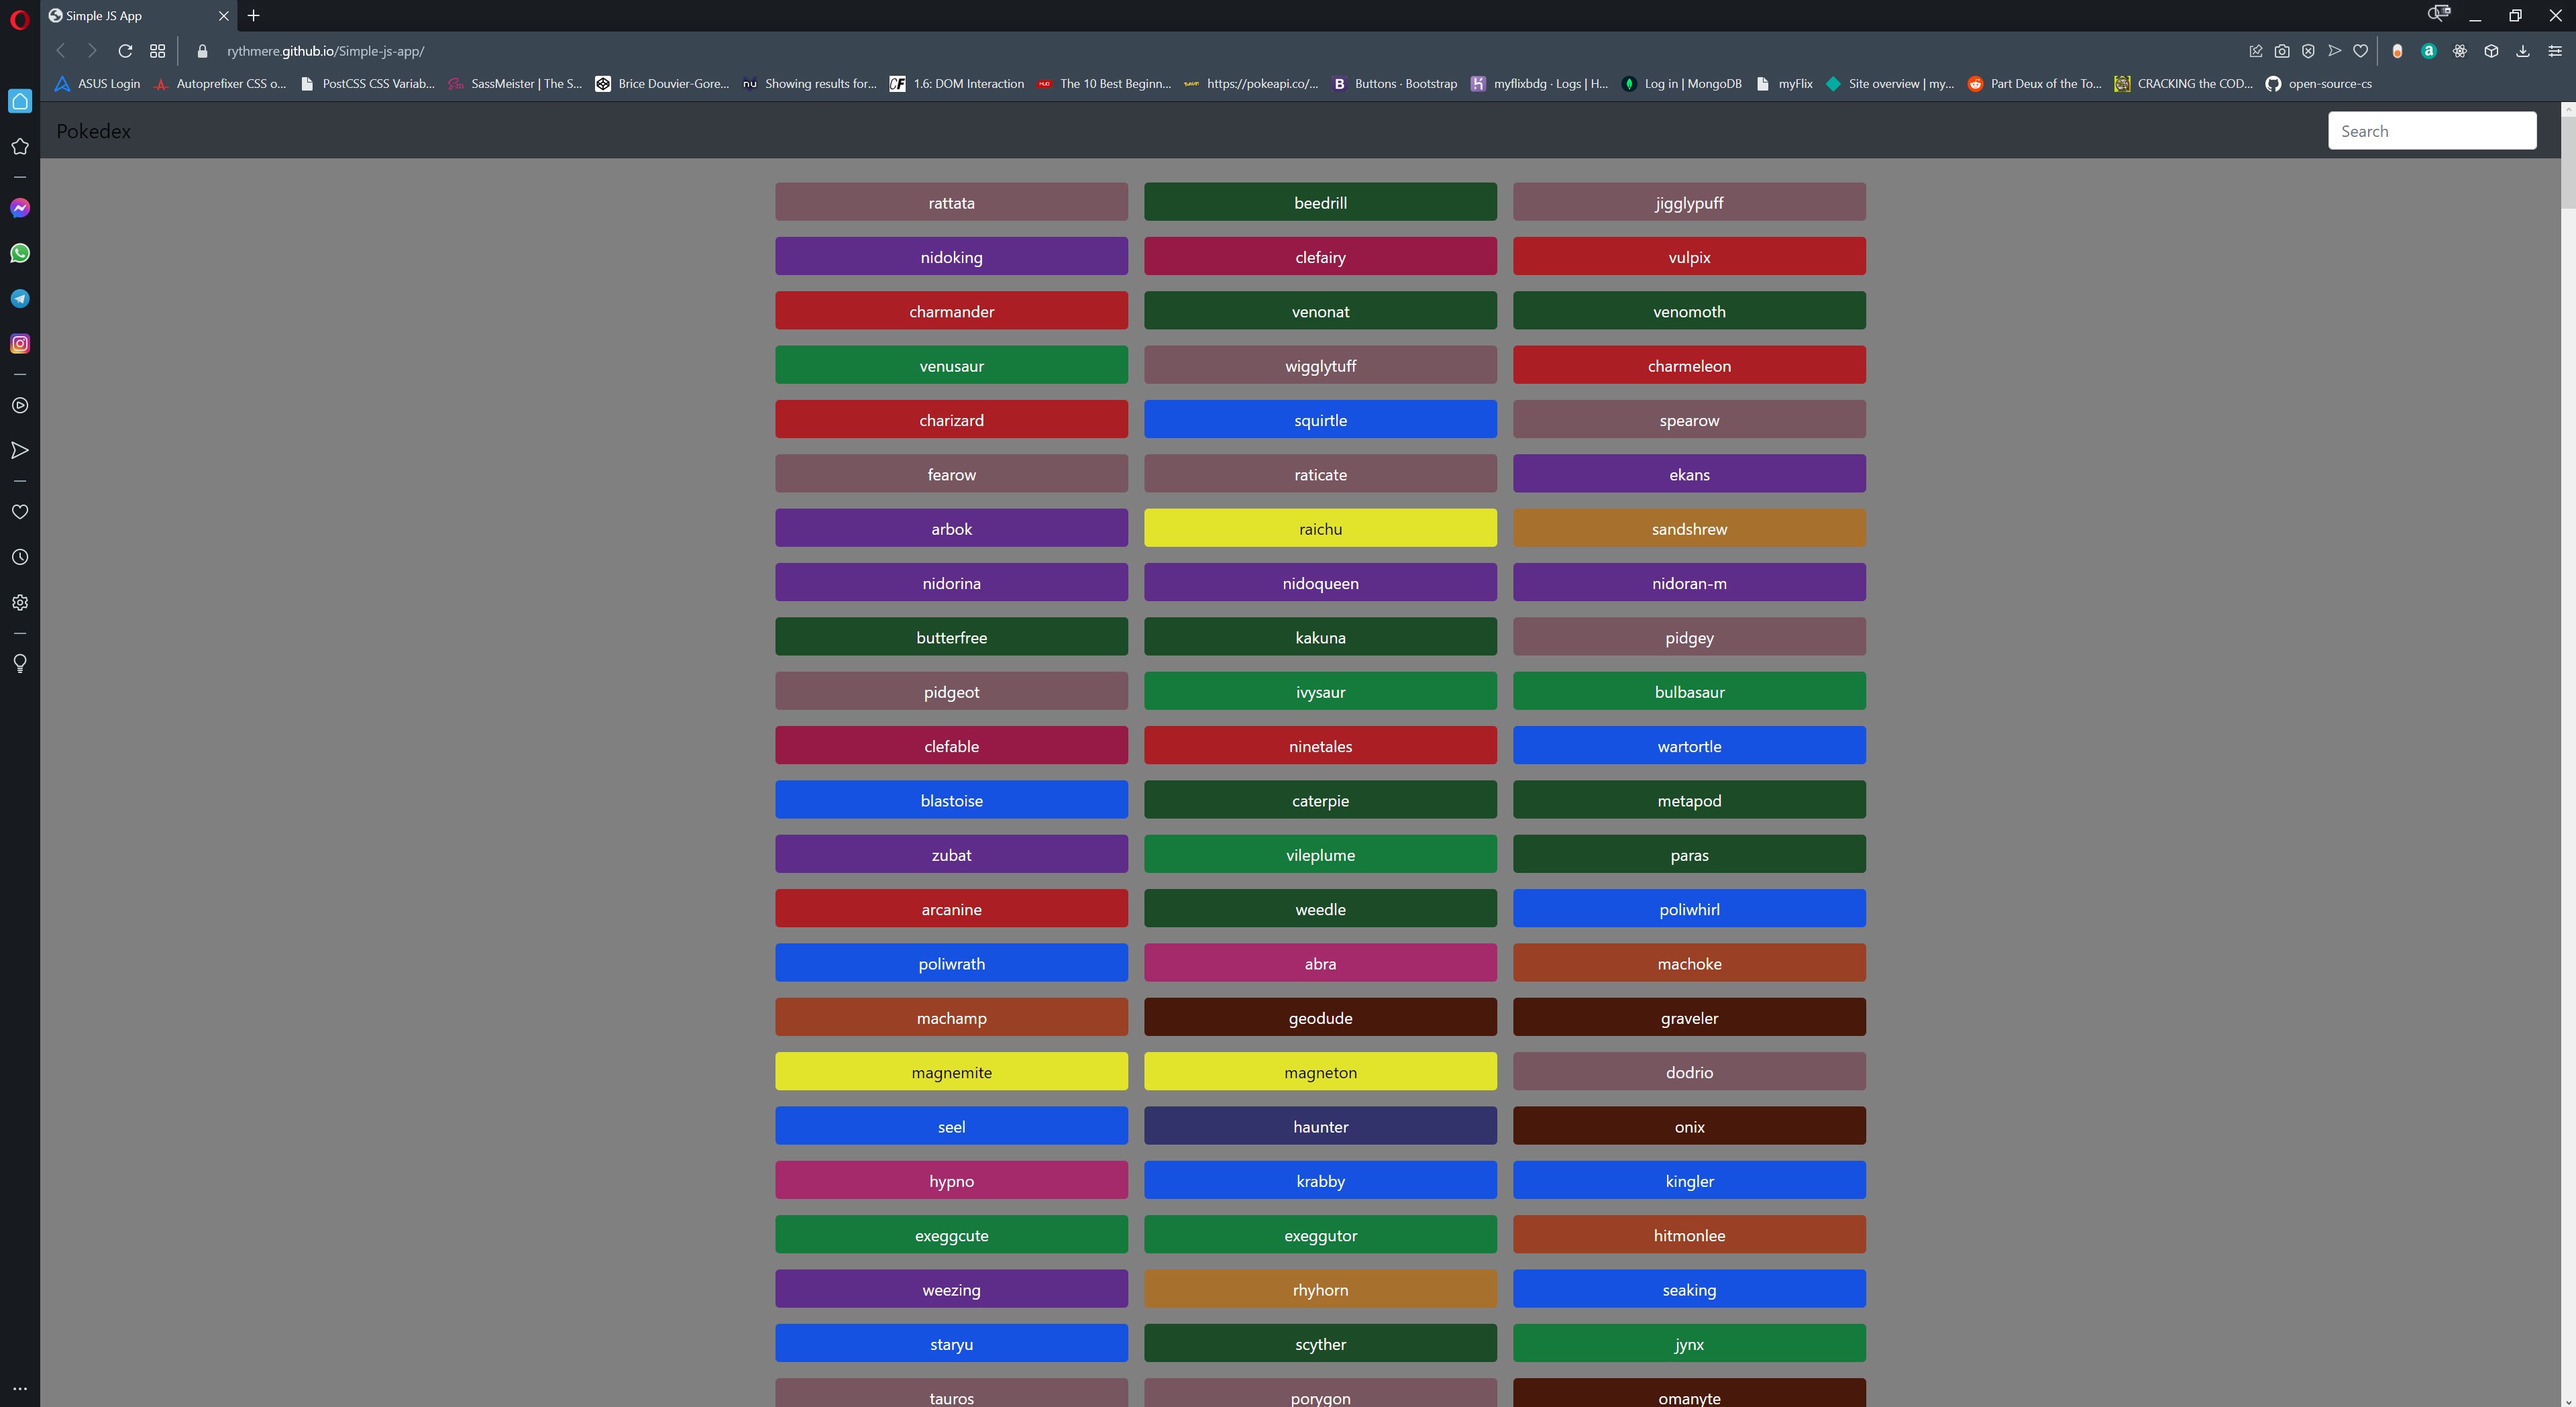 Simple JS App
rythmere.github.io/Simple-js-app/
ASUS Login Autoprefixer CSS o... PostCSS CSS Variab... SassMeister | The S... Brice Douvier-Gore... nu Showing results for... CF 1.6: DOM Interaction The 10 Best Beginn... https://pokeapi.co/... B Buttons · Bootstrap H myflixbdg · Logs | H... Log in | MongoDB myFlix Site overview | my... Part Deux of the To... CRACKING the COD... open-source-cs
Pokedex Search
rattata beedrill jigglypuff
nidoking clefairy vulpix
charmander venonat venomoth
venusaur wigglytuff charmeleon
charizard squirtle spearow
fearow raticate ekans
arbok raichu sandshrew
nidorina nidoqueen nidoran-m
butterfree kakuna pidgey
pidgeot ivysaur bulbasaur
clefable ninetales wartortle
blastoise caterpie metapod
zubat vileplume paras
arcanine weedle poliwhirl
poliwrath abra machoke
machamp geodude graveler
magnemite magneton dodrio
seel haunter onix
hypno krabby kingler
exeggcute exeggutor hitmonlee
weezing rhyhorn seaking
staryu scyther jynx
tauros porygon omanyte